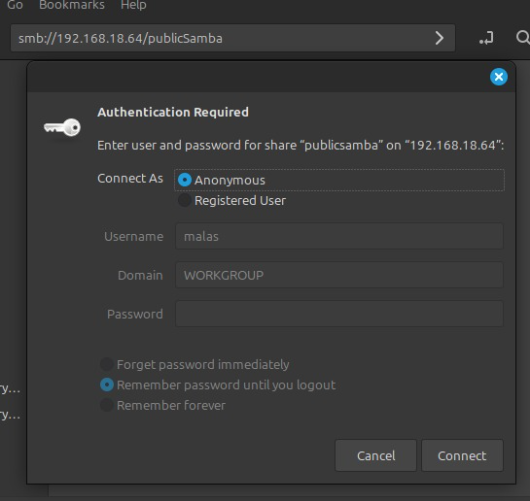 Go Bookmarks Help
smb://192.168.18.64/publicSamba
Authentication Required
Enter user and password for share “publicsamba” on “192.168.18.64”:
Connect As Anonymous
Registered User
Username malas
Domain WORKGROUP
Password
Forget password immediately
Remember password until you logout
Remember forever
ry...
ry...
Cancel Connect